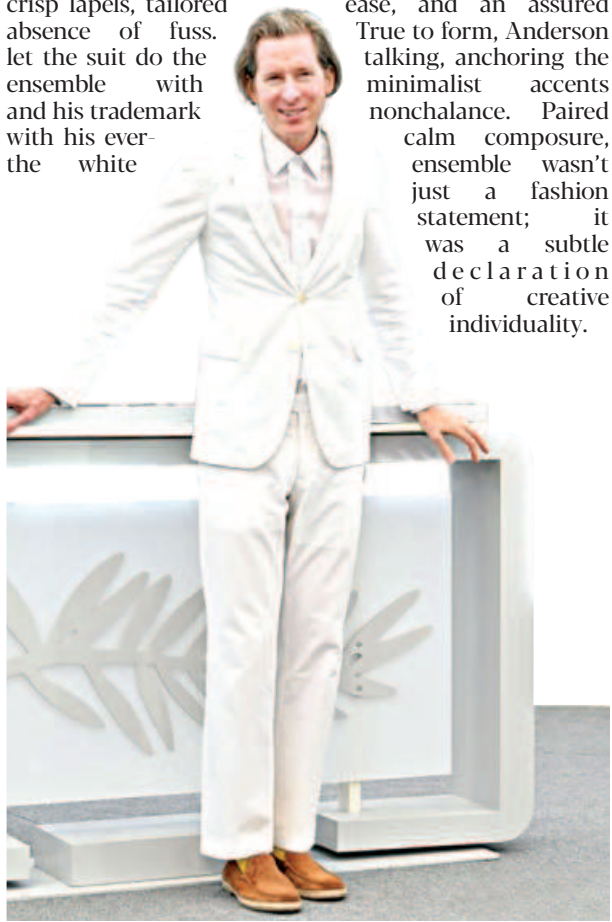 crisp lapels, tailored ease, and an assured
absence of fuss. True to form, Anderson
let the suit do the talking, anchoring the
ensemble with minimalist accents
and his trademark nonchalance. Paired
with his ever- calm composure,
the white ensemble wasn't
just a fashion
statement; it
was a subtle
declaration
of creative
individuality.